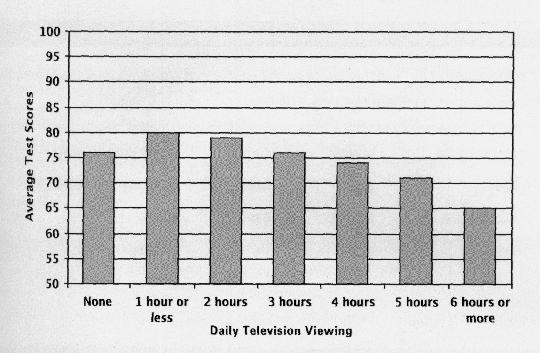 100
95
90
85
80
75
70
65
60
55
50
Average Test Scores
None
1 hour or less
2 hours
3 hours
4 hours
5 hours
6 hours or more
Daily Television Viewing